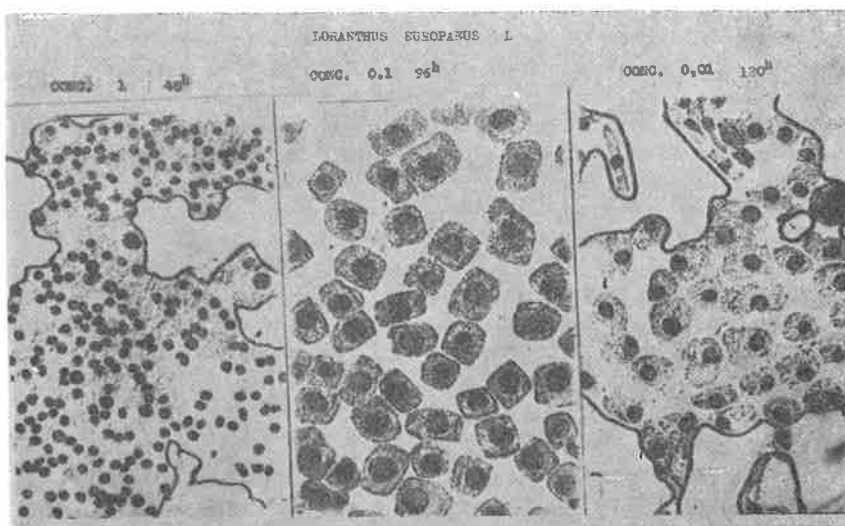 LORANTHUS EUROPAEUS L
CONC. 1 48h
CONC. 0.1 96h
CONC. 0,01 120h